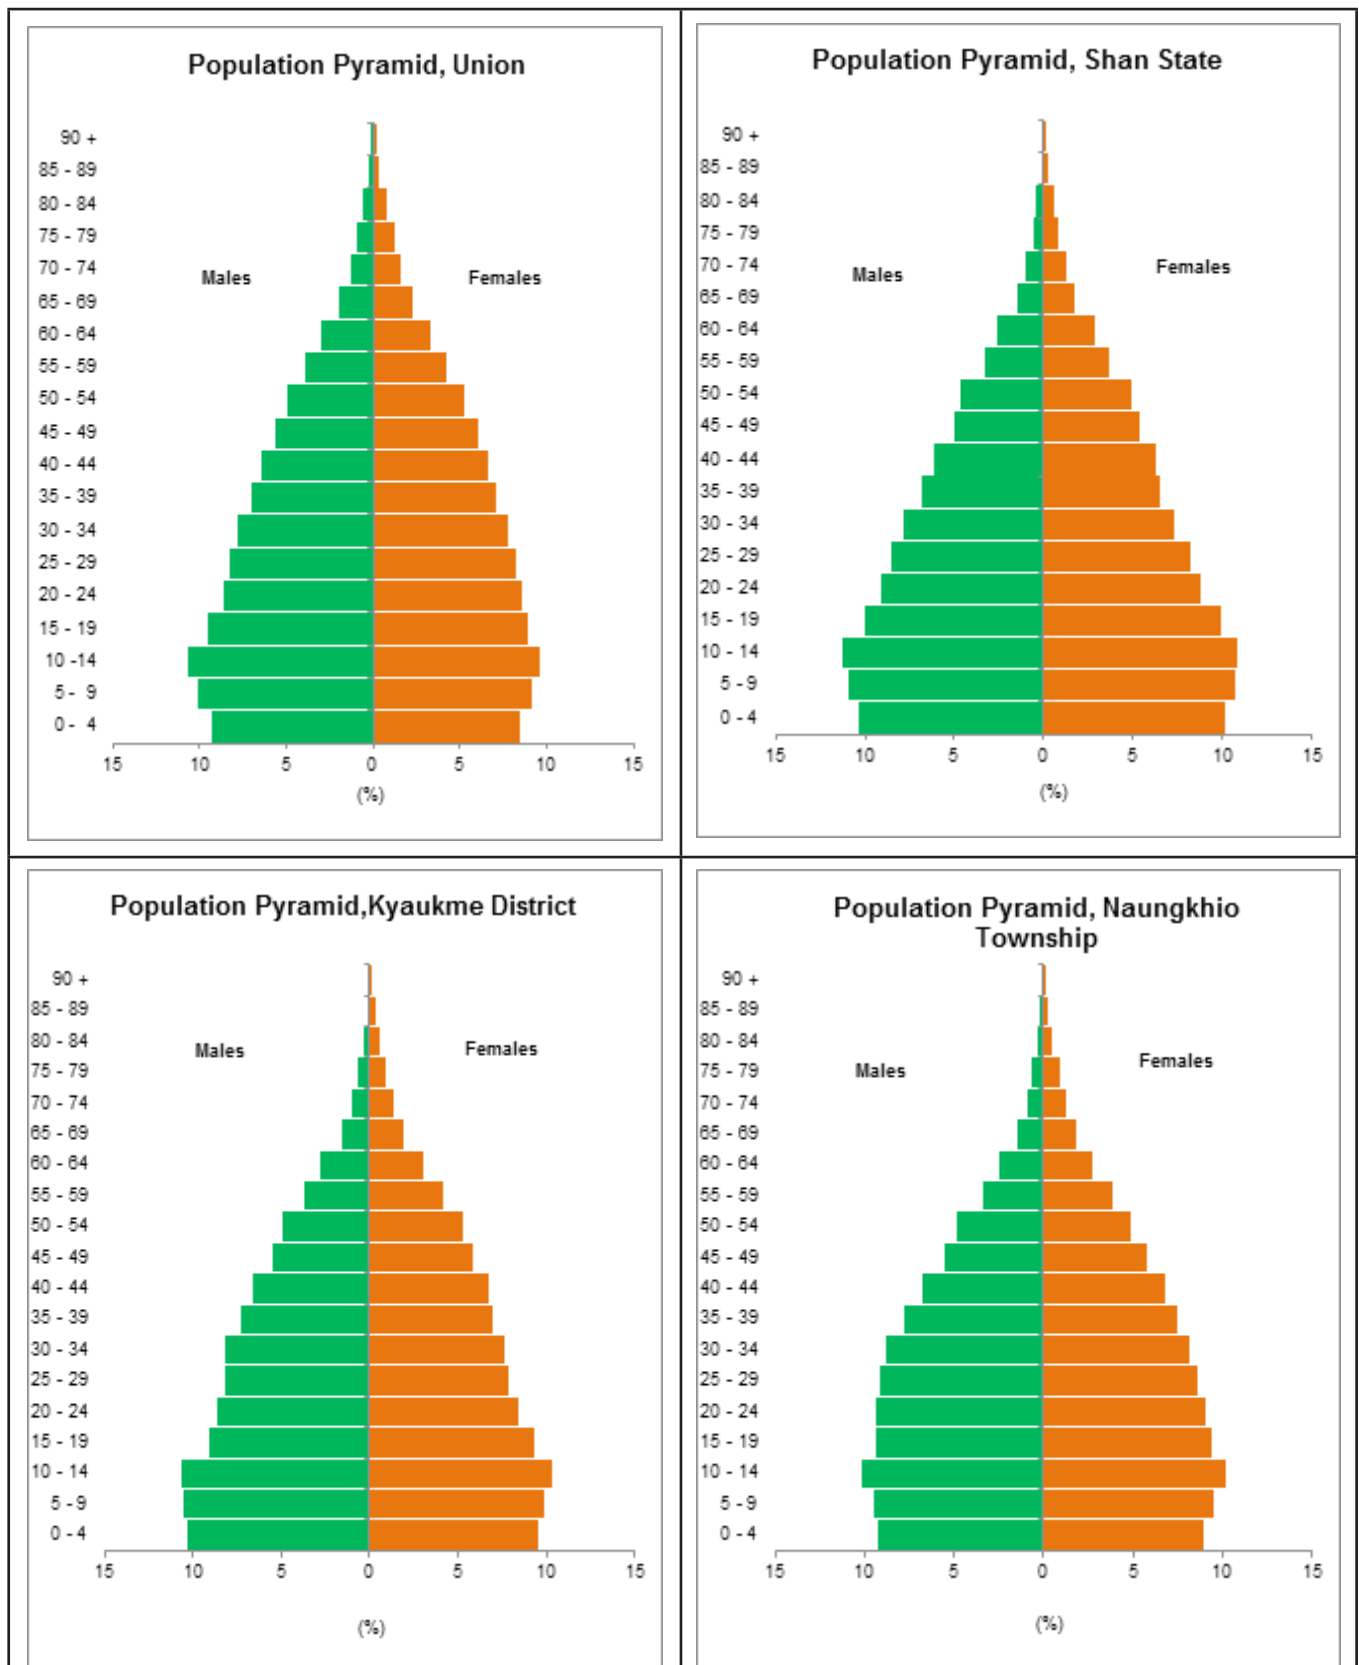 Population Pyramid, Union
90 +
85 - 89
80 - 84
75 - 79
70 - 74
Males
Females
65 - 69
60 - 64
55 - 59
50 - 54
45 - 49
40 - 44
35 - 39
30 - 34
25 - 29
20 - 24
15 - 19
10 -14
5 - 9
0 - 4
15 10 5 0 5 10 15
(%)
Population Pyramid, Shan State
90 +
85 - 89
80 - 84
75 - 79
70 - 74
Males
Females
65 - 69
60 - 64
55 - 59
50 - 54
45 - 49
40 - 44
35 - 39
30 - 34
25 - 29
20 - 24
15 - 19
10 - 14
5 - 9
0 - 4
15 10 5 0 5 10 15
(%)
Population Pyramid,Kyaukme District
90 +
85 - 89
80 - 84
Males
Females
75 - 79
70 - 74
65 - 69
60 - 64
55 - 59
50 - 54
45 - 49
40 - 44
35 - 39
30 - 34
25 - 29
20 - 24
15 - 19
10 - 14
5 - 9
0 - 4
15 10 5 0 5 10 15
(%)
Population Pyramid, Naungkhio
Township
90 +
85 - 89
80 - 84
75 - 79
Males
Females
70 - 74
65 - 69
60 - 64
55 - 59
50 - 54
45 - 49
40 - 44
35 - 39
30 - 34
25 - 29
20 - 24
15 - 19
10 - 14
5 - 9
0 - 4
15 10 5 0 5 10 15
(%)